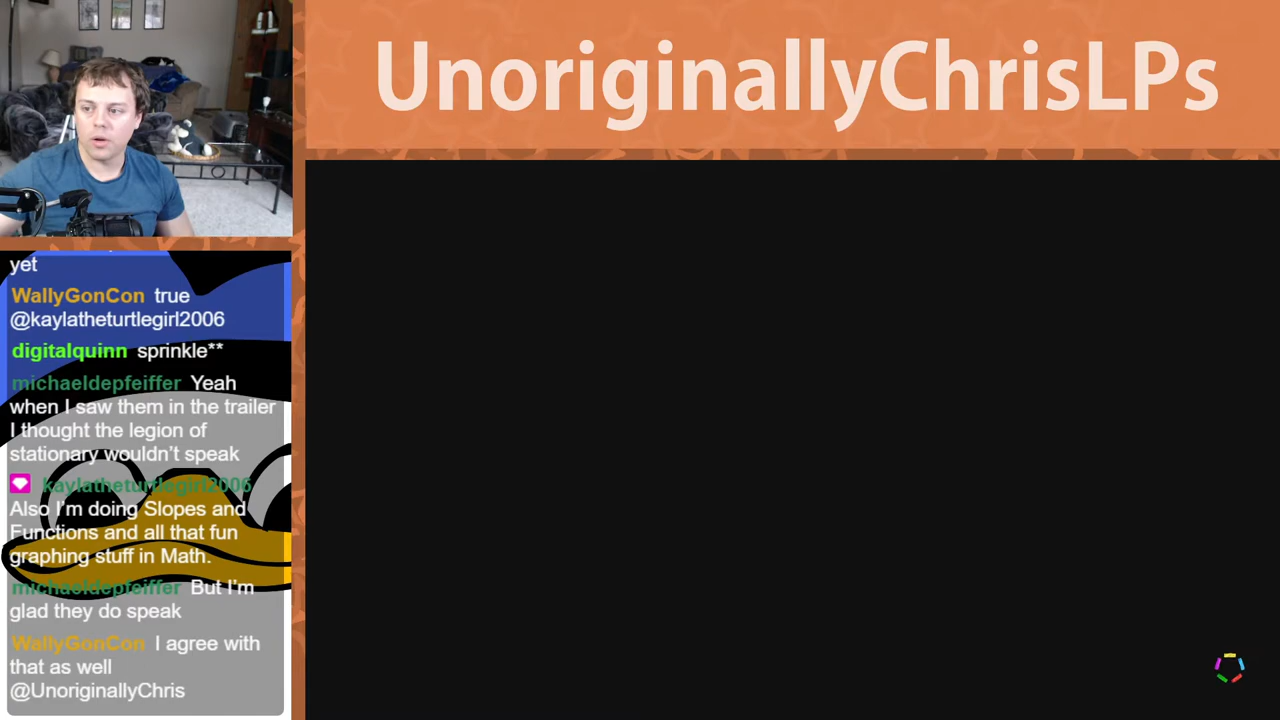 UnoriginallyChrisLPs
yet
WallyGonCon true
@kaylatheturtlegirl2006
digitalquinn sprinkle**
michaeldepfeiffer Yeah
when I saw them in the trailer
I thought the legion of
stationary wouldn't speak
kaylatheturtlegirl2006
Also I'm doing Slopes and
Functions and all that fun
graphing stuff in Math.
michaeldepfeiffer But I'm
glad they do speak
WallyGonCon I agree with
that as well
@UnoriginallyChris